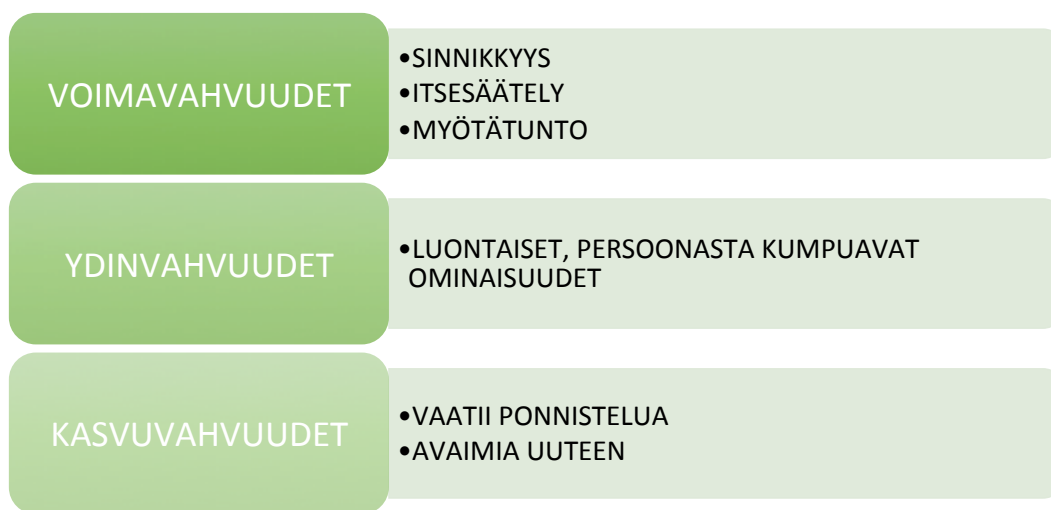 VOIMAVAHVUUDET
•SINNIKKYYS
•ITSESÄÄTELY
•MYÖTÄTUNTO
YDINVAHVUUDET
•LUONTAISET, PERSOONASTA KUMPUAVAT
OMINAISUUDET
KASVUVAHVUUDET
•VAATII PONNISTELUA
•AVAIMIA UUTEEN